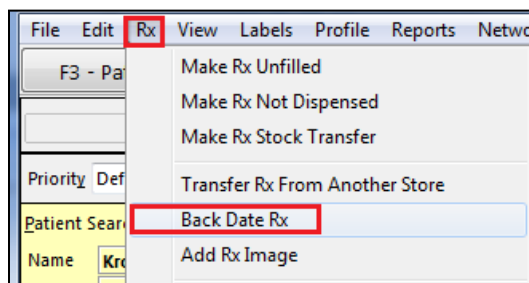 File Edit Rx View Labels Profile Reports
F3 - Pa
Make Rx Unfilled
Make Rx Not Dispensed
Make Rx Stock Transfer
Priority Def
Transfer Rx From Another Store
Patient Sear
Back Date Rx
Name Kro
Add Rx Image